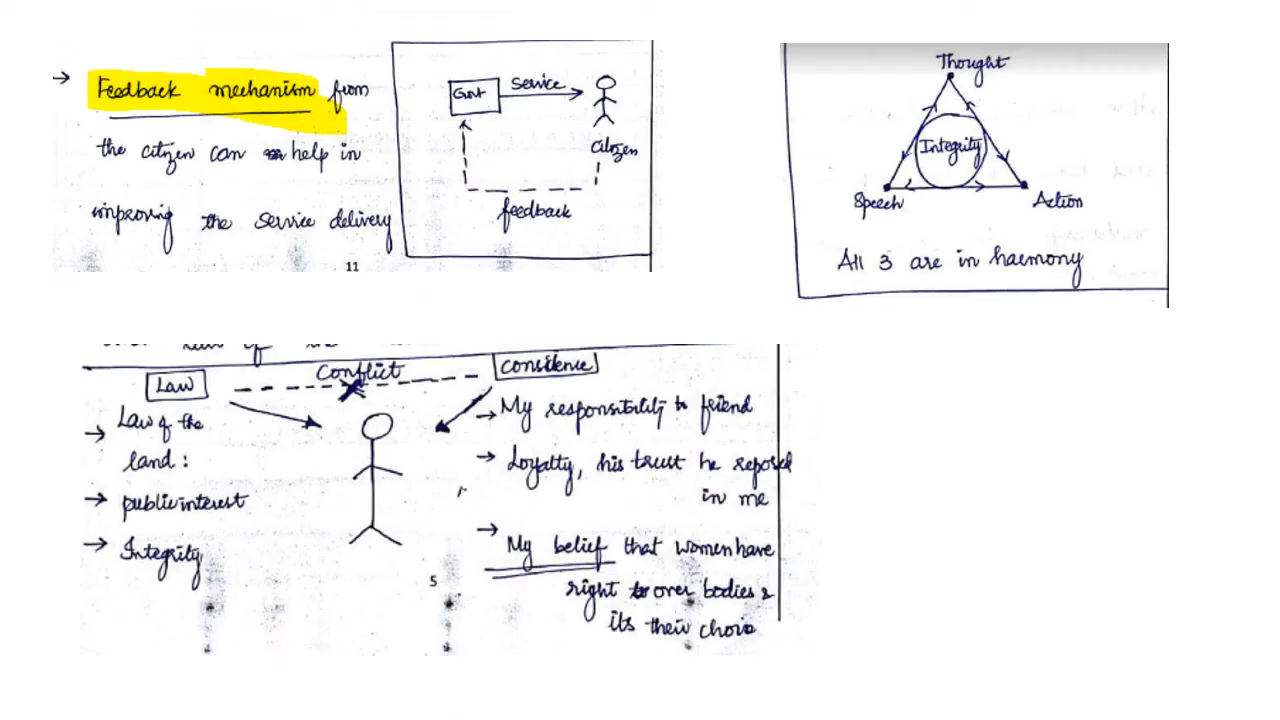 → Feedback mechanism from
the citizen can help in
improving the service delivery
11
Govt
Service
citizen
feedback
Thought
Integrity
Speech
Action
All 3 are in harmony
Law
Conflict
Conscience
→ Law of the
land:
→ public interest
→ Integrity
→ My responsibility to friend
→ Loyalty, his trust he reposed
in me
→ My belief that women have
right over bodies &
its their choice
5